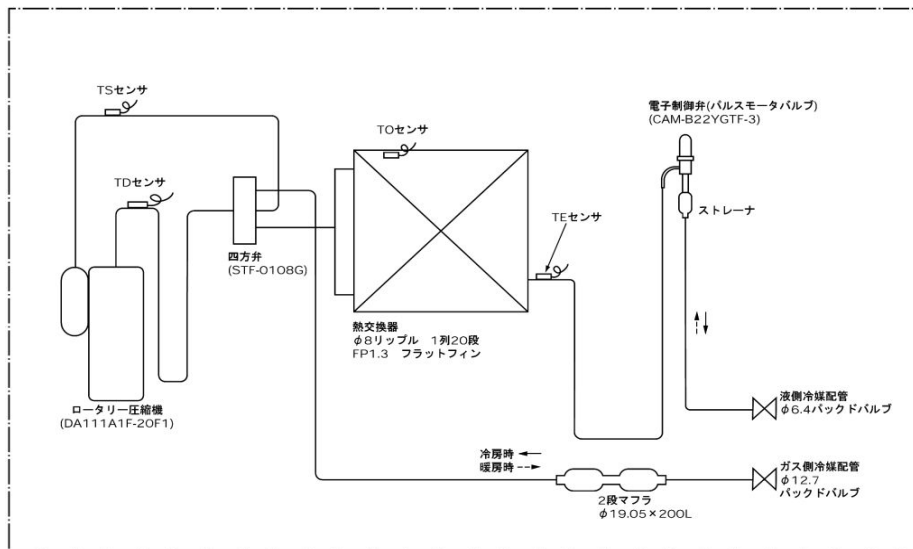 TSセンサ
TOセンサ
電子制御弁(パルスモータバルブ)
(CAM-B22YGTF-3)
TDセンサ
ストレーナ
TEセンサ
四方弁
(STF-0108G)
熱交換器
φ8リップル 1列20段
FP1.3 フラットフィン
ロータリー圧縮機
(DA111A1F-20F1)
液側冷媒配管
φ6.4パックドバルブ
冷房時
暖房時
ガス側冷媒配管
φ12.7
パックドバルブ
2段マフラ
φ19.05×200L